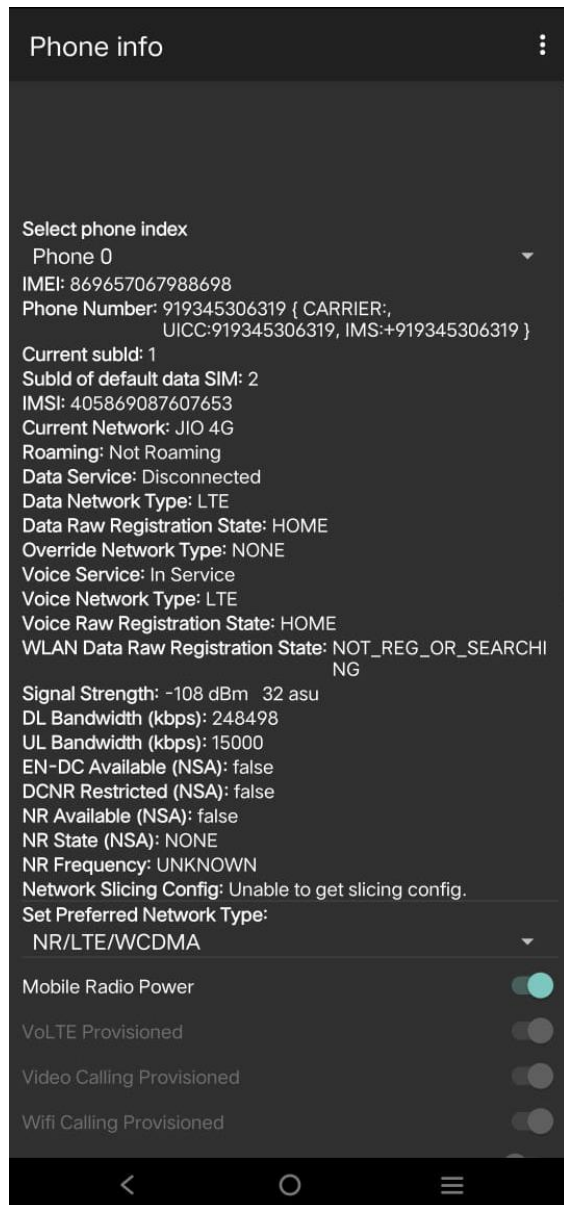 Phone info
Select phone index
Phone 0
IMEI: 869657067988698
Phone Number: 919345306319 { CARRIER:,
UICC:919345306319, IMS:+919345306319 }
Current subId: 1
SubId of default data SIM: 2
IMSI: 405869087607653
Current Network: JIO 4G
Roaming: Not Roaming
Data Service: Disconnected
Data Network Type: LTE
Data Raw Registration State: HOME
Override Network Type: NONE
Voice Service: In Service
Voice Network Type: LTE
Voice Raw Registration State: HOME
WLAN Data Raw Registration State: NOT_REG_OR_SEARCHI
NG
Signal Strength: -108 dBm 32 asu
DL Bandwidth (kbps): 248498
UL Bandwidth (kbps): 15000
EN-DC Available (NSA): false
DCNR Restricted (NSA): false
NR Available (NSA): false
NR State (NSA): NONE
NR Frequency: UNKNOWN
Network Slicing Config: Unable to get slicing config.
Set Preferred Network Type:
NR/LTE/WCDMA
Mobile Radio Power
VoLTE Provisioned
Video Calling Provisioned
Wifi Calling Provisioned